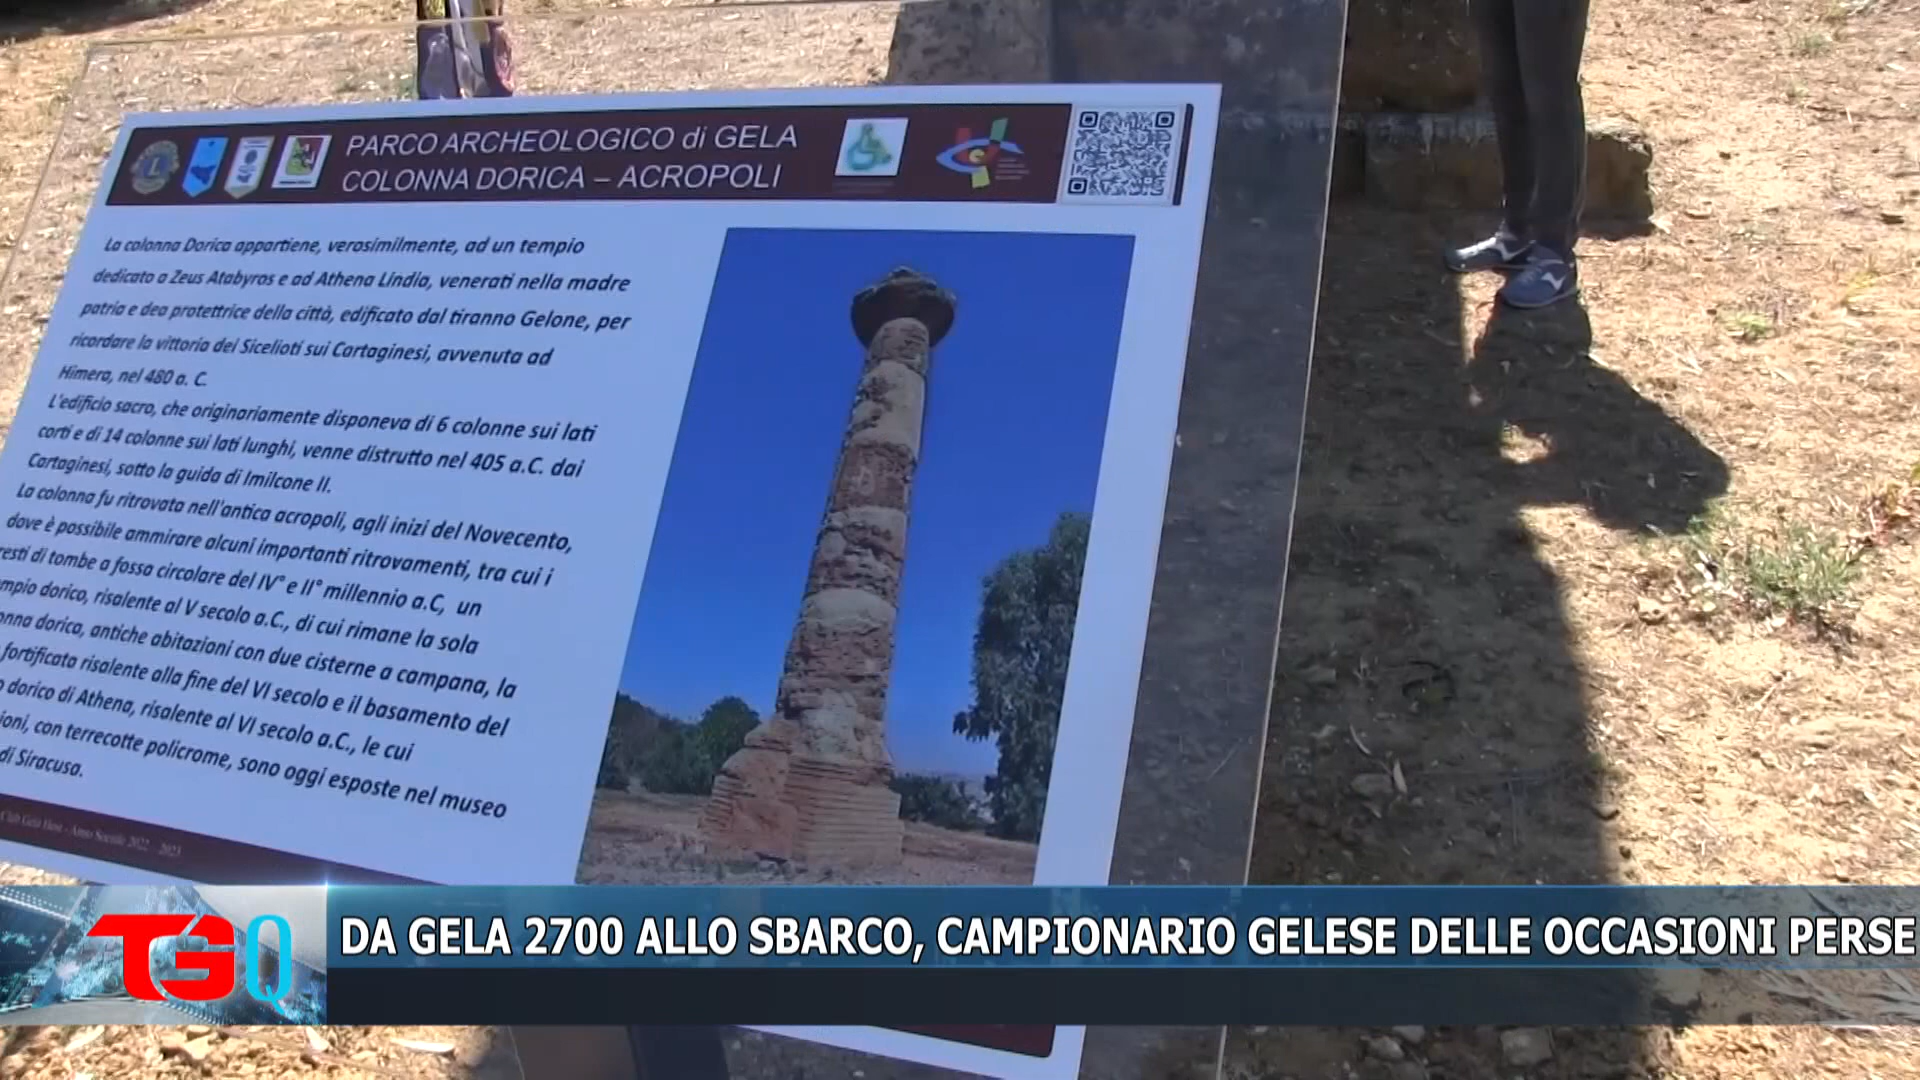 PARCO ARCHEOLOGICO di GELA
COLONNA DORICA – ACROPOLI
La colonna Dorica appartiene, verosimilmente, ad un tempio
dedicato a Zeus Atabyros e ad Athena Lindia, venerati nella madre
patria e dea protettrice della città, edificato dal tiranno Gelone, per
ricordare la vittoria dei Sicelioti sui Cartaginesi, avvenuta ad
Himera, nel 480 a. C.
L'edificio sacro, che originariamente disponeva di 6 colonne sui lati
corti e di 14 colonne sui lati lunghi, venne distrutto nel 405 a.C. dai
Cartaginesi, sotto la guida di Imilcone II.
La colonna fu ritrovata nell'antica acropoli, agli inizi del Novecento,
dove è possibile ammirare alcuni importanti ritrovamenti, tra cui i
resti di tombe a fossa circolare del IV° e II° millennio a.C, un
mpio dorico, risalente al V secolo a.C., di cui rimane la sola
onna dorica, antiche abitazioni con due cisterne a campana, la
fortificata risalente alla fine del VI secolo e il basamento del
o dorico di Athena, risalente al VI secolo a.C., le cui
ioni, con terrecotte policrome, sono oggi esposte nel museo
di Siracusa.
Club Gela Host - Anno Sociale 2022 - 2023
TGQ
DA GELA 2700 ALLO SBARCO, CAMPIONARIO GELESE DELLE OCCASIONI PERSE